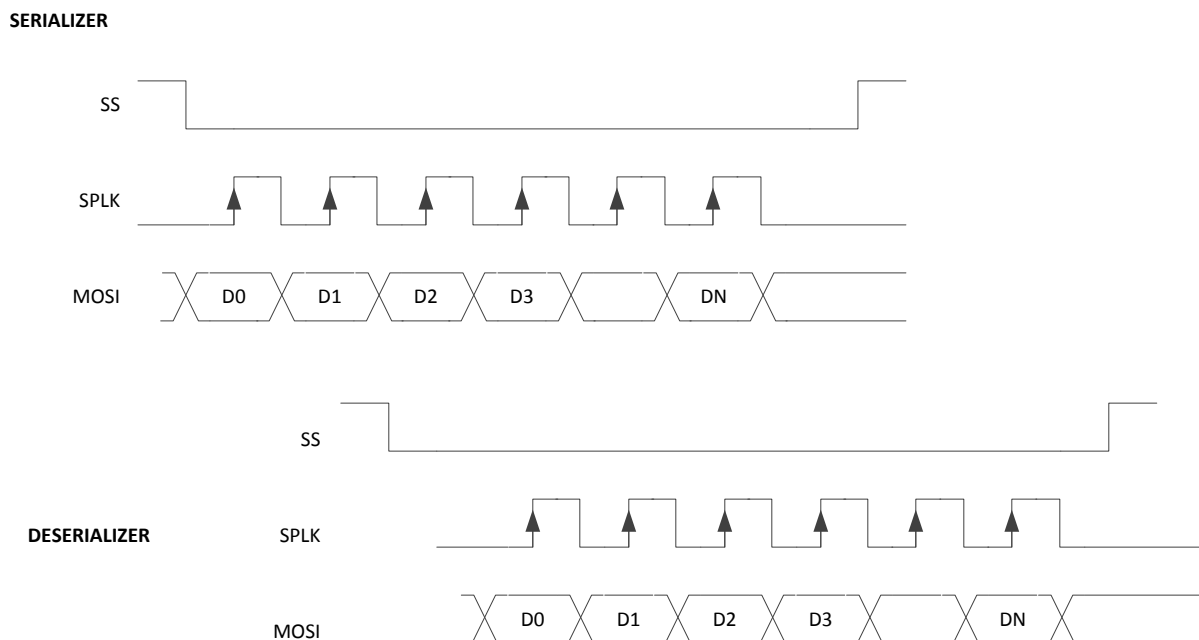 SERIALIZER
SS
SPLK
MOSI D0 D1 D2 D3 DN
SS
DESERIALIZER SPLK
MOSI D0 D1 D2 D3 DN